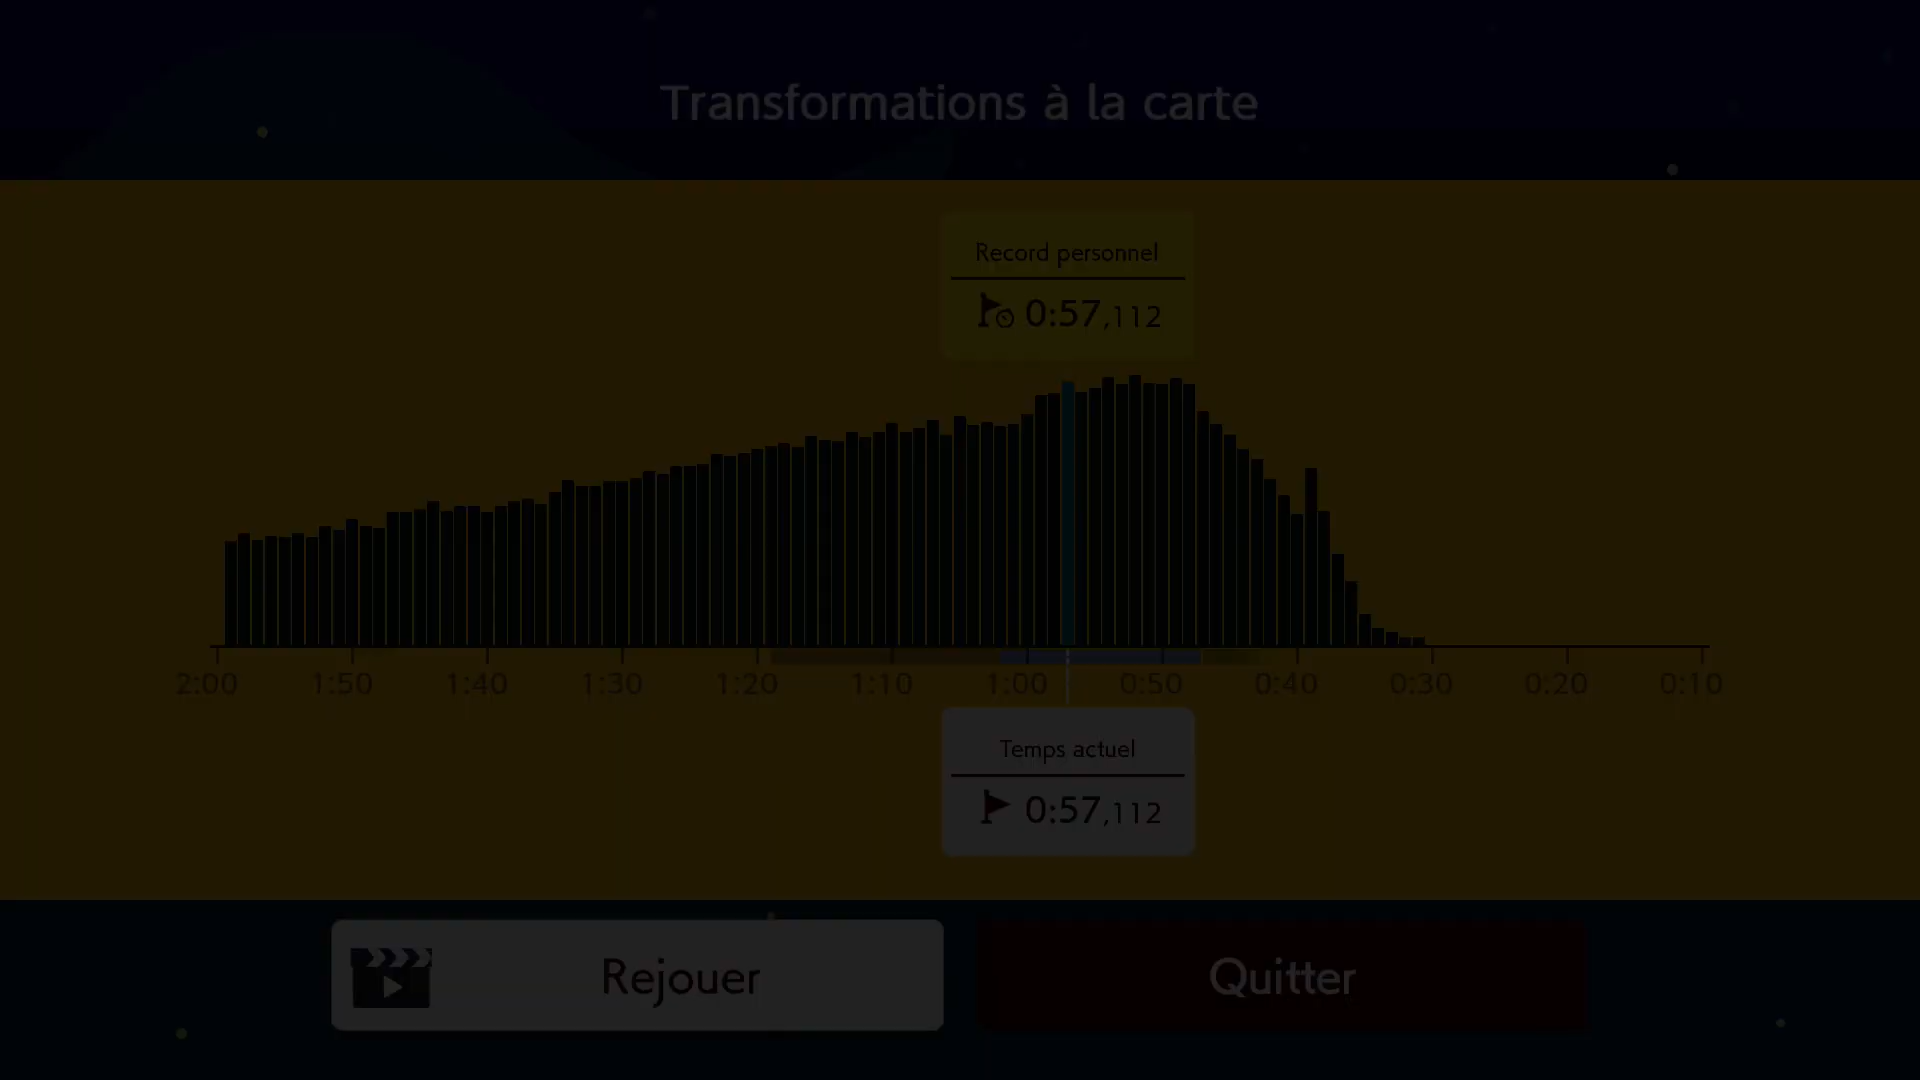 Transformations à la carte
Record personnel
0:57,112
2:00 1:50 1:40 1:30 1:20 1:10 1:00 0:50 0:40 0:30 0:20 0:10
Temps actuel
0:57,112
Rejouer Quitter